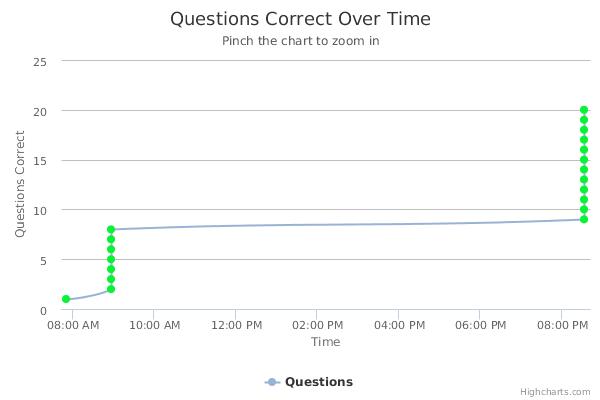 Questions Correct Over Time
Pinch the chart to zoom in
25
20
15
10
5
0
Questions Correct
08:00 AM 10:00 AM 12:00 PM 02:00 PM 04:00 PM 06:00 PM 08:00 PM
Time
Questions
Highcharts.com